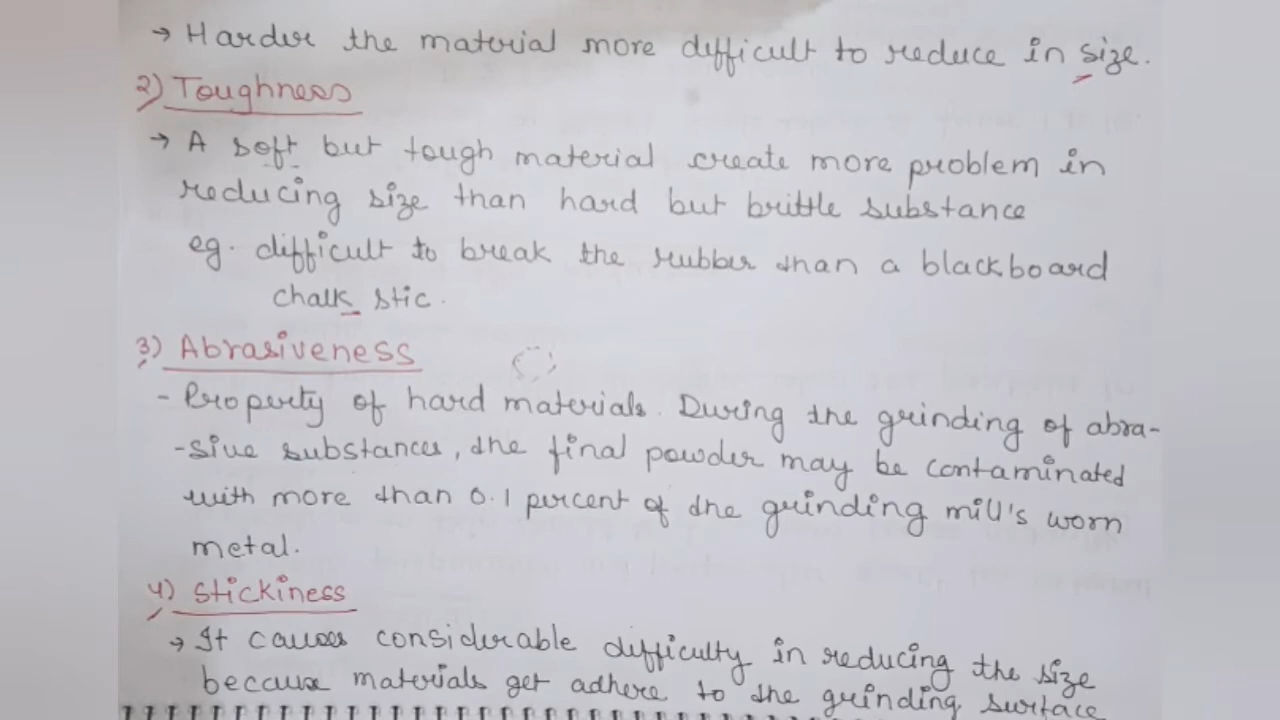 → Harder the material more difficult to reduce in size.
2) Toughness
→ A soft but tough material create more problem in
reducing size than hard but brittle substance
eg. difficult to break the rubber than a blackboard
chalk stic.
3) Abrasiveness
- Property of hard materials. During the grinding of abra-
-sive substances, the final powder may be contaminated
with more than 0.1 percent of the grinding mill's worn
metal.
4) Stickiness
→ It causes considerable difficulty in reducing the size
because materials get adhere to the grinding surface